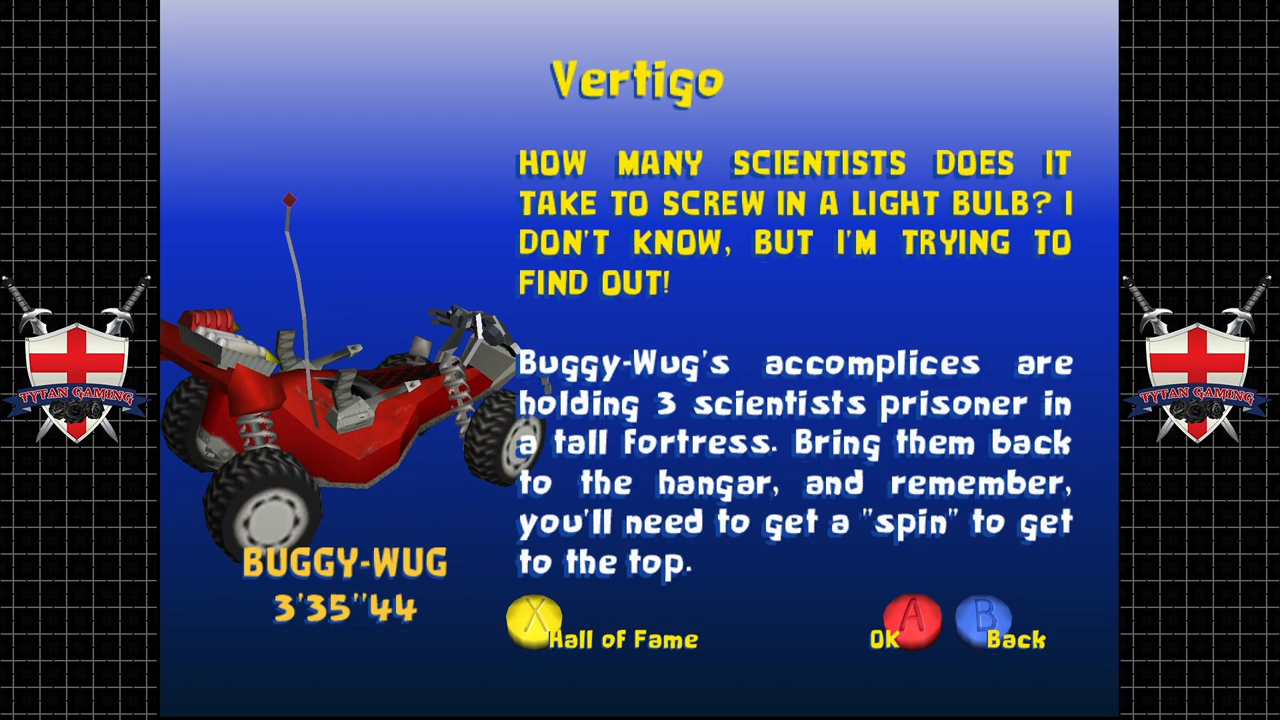 Vertigo
HOW MANY SCIENTISTS DOES IT
TAKE TO SCREW IN A LIGHT BULB? I
DON'T KNOW, BUT I'M TRYING TO
FIND OUT!
Buggy-Wug's accomplices are
holding 3 scientists prisoner in
a tall fortress. Bring them back
to the hangar, and remember,
you'll need to get a "spin" to get
to the top.
BUGGY-WUG
3'35"44
X Hall of Fame
OK A B Back
TYTAN GAMING
TYTAN GAMING